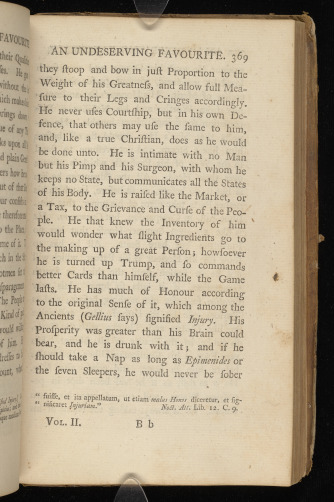 AN UNDESERVING FAVOURITE. 369
they ſtoop and bow in juſt Proportion to the
Weight of his Greatneſs, and allow full Mea-
ſure to their Legs and Cringes accordingly.
He never uſes Courtſhip, but in his own De-
fence, that others may uſe the ſame to him,
and, like a true Chriſtian, does as he would
be done unto. He is intimate with no Man
but his Pimp and his Surgeon, with whom he
keeps no State, but communicates all the States
of his Body. He is raiſed like the Market, or
a Tax, to the Grievance and Curſe of the Peo-
ple. He that knew the Inventory of him
would wonder what ſlight Ingredients go to
the making up of a great Perſon; howſoever
he is turned up Trump, and ſo commands
better Cards than himſelf, while the Game
laſts. He has much of Honour according
to the original Senſe of it, which among the
Ancients (Gellius ſays) ſignified Injury. His
Proſperity was greater than his Brain could
bear, and he is drunk with it; and if he
ſhould take a Nap as long as Epimenides or
the ſeven Sleepers, he would never be ſober
“ fuiſſe, et in appellatum, ut etiam malus Honos diceretur, et ſig-
“ nificaret Injuriam.”
Noct. Att. Lib. 12. C. 9.
VOL. II. B b